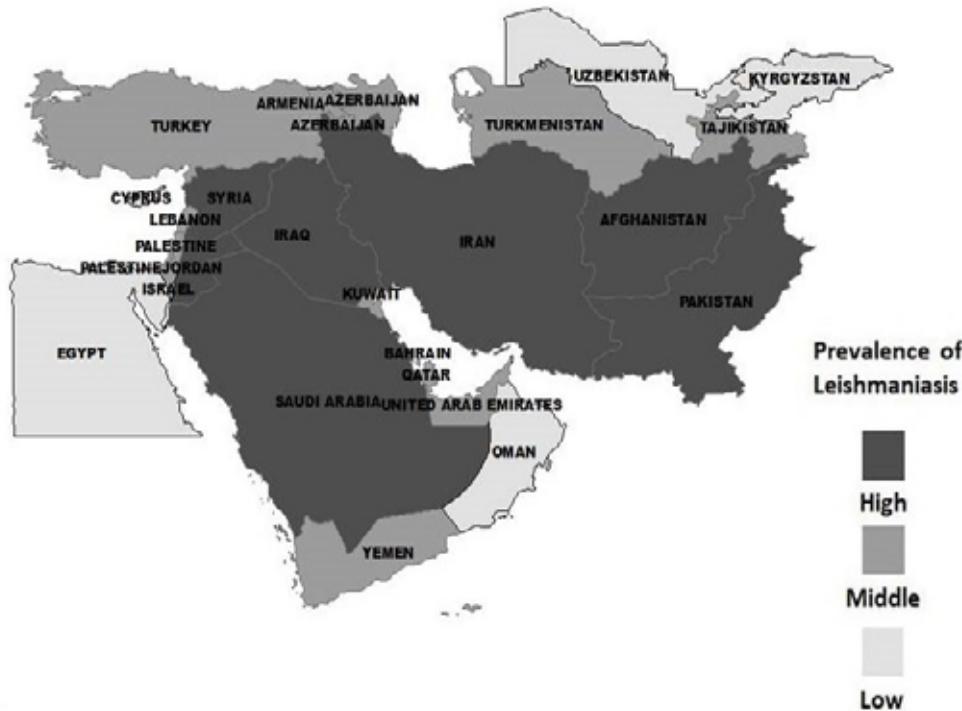 UZBEKISTAN
KYRGYZSTAN
ARMENIA AZERBAIJAN
TURKEY
AZERBAIJAN
TURKMENISTAN
TAJIKISTAN
CYPRUS
SYRIA
LEBANON
AFGHANISTAN
IRAQ
IRAN
PALESTINE
PALESTINEJORDAN
ISRAEL
KUWAIT
PAKISTAN
EGYPT
BAHRAIN
QATAR
SAUDI ARABIA
UNITED ARAB EMIRATES
OMAN
YEMEN
Prevalence of
Leishmaniasis
High
Middle
Low